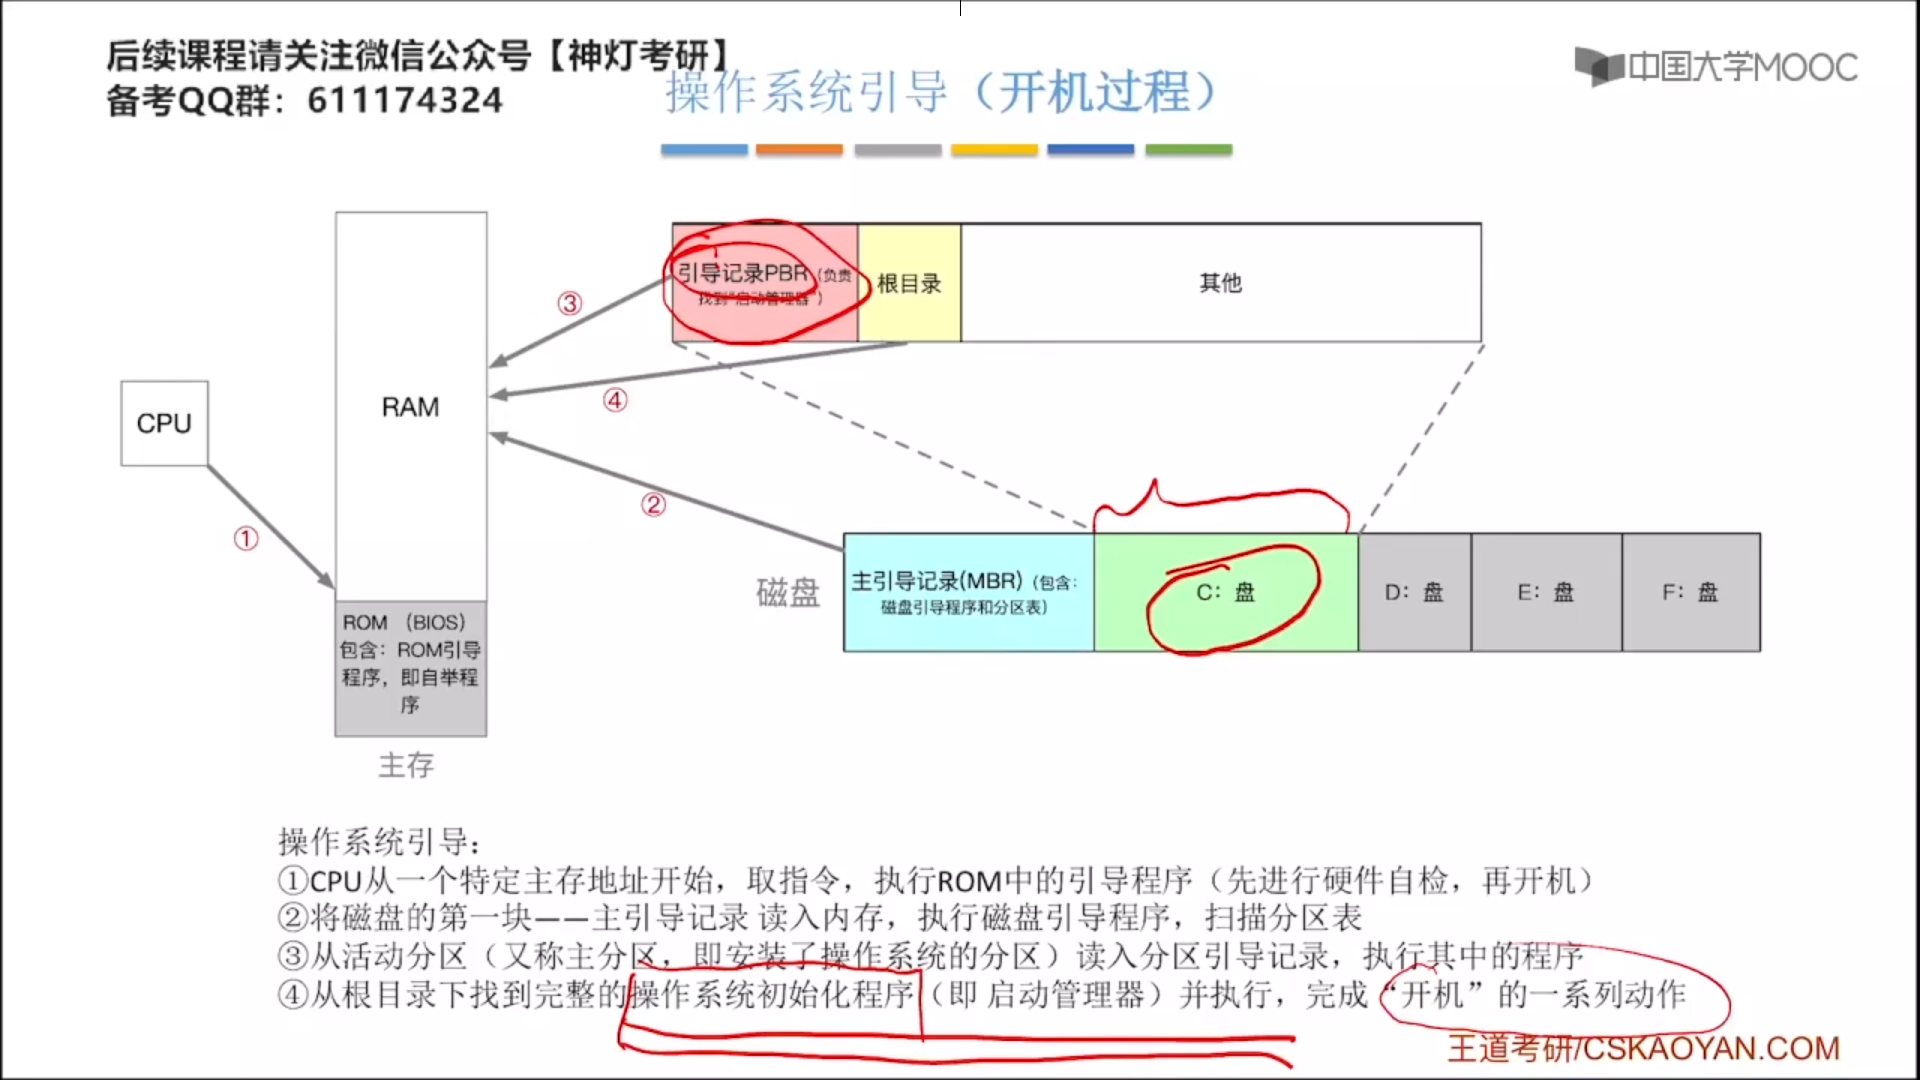 后续课程请关注微信公众号【神灯考研】
备考QQ群：611174324
中国大学MOOC
操作系统引导（开机过程）
引导记录PBR（负责
找到“启动管理器”）
根目录
其他
③
④
RAM
CPU
②
①
磁盘
主引导记录(MBR)（包含：
磁盘引导程序和分区表）
C：盘
D：盘
E：盘
F：盘
ROM （BIOS）
包含：ROM引导
程序，即自举程
序
主存
操作系统引导：
①CPU从一个特定主存地址开始，取指令，执行ROM中的引导程序（先进行硬件自检，再开机）
②将磁盘的第一块——主引导记录 读入内存，执行磁盘引导程序，扫描分区表
③从活动分区（又称主分区，即安装了操作系统的分区）读入分区引导记录，执行其中的程序
④从根目录下找到完整的操作系统初始化程序（即 启动管理器）并执行，完成“开机”的一系列动作
王道考研/CSKAOYAN.COM